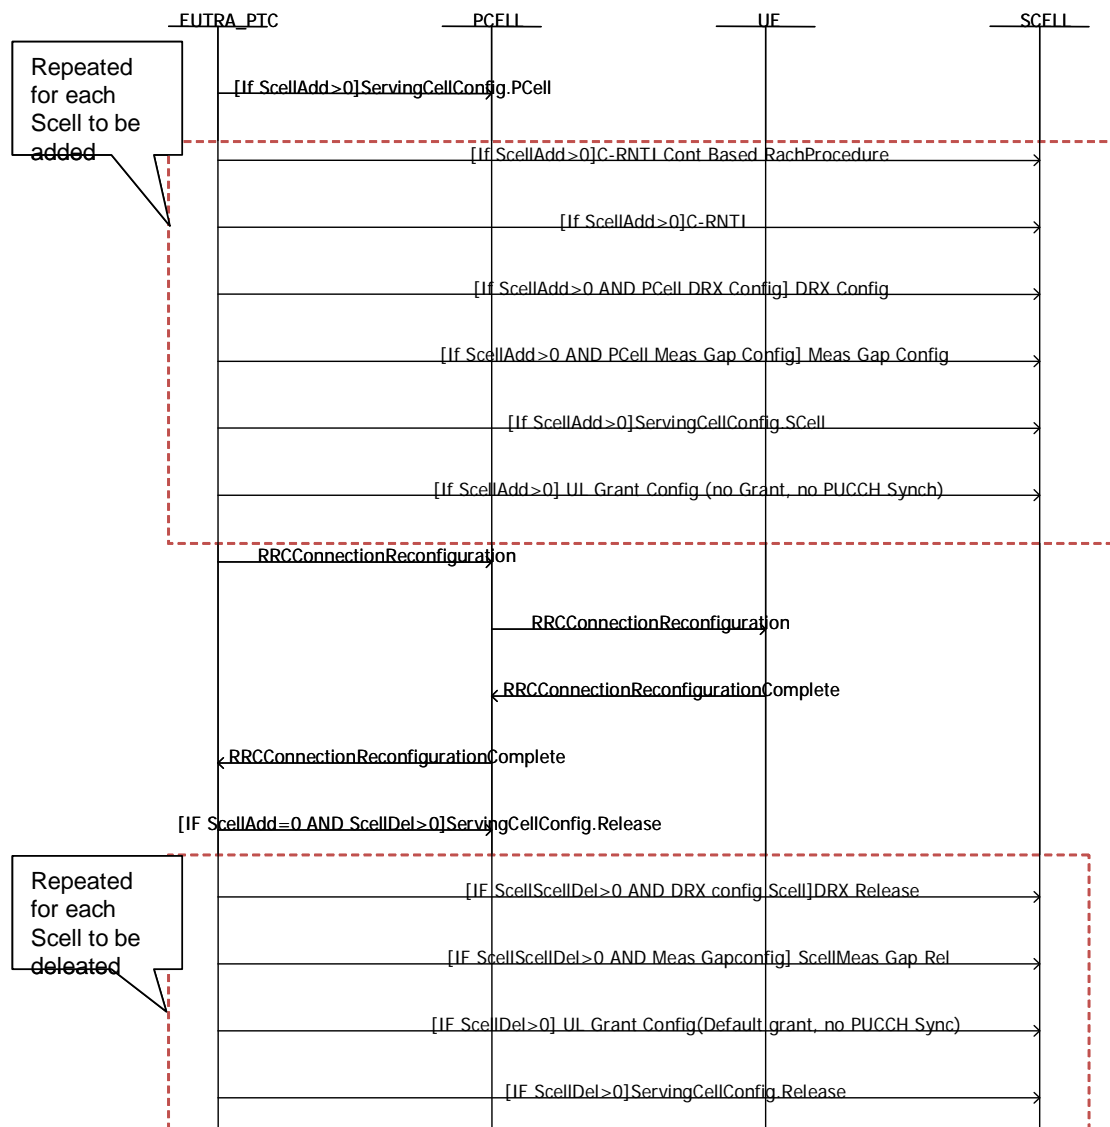 EUTRA_PTC PCELL UE SCELL
Repeated
for each
Scell to be
added
[If ScellAdd>0]ServingCellConfig.PCell
[If ScellAdd>0]C-RNTI Cont Based RachProcedure
[If ScellAdd>0]C-RNTI
[If ScellAdd>0 AND PCell DRX Config] DRX Config
[If ScellAdd>0 AND PCell Meas Gap Config] Meas Gap Config
[If ScellAdd>0]ServingCellConfig.SCell
[If ScellAdd>0] UL Grant Config (no Grant, no PUCCH Synch)
RRCConnectionReconfiguration
RRCConnectionReconfiguration
RRCConnectionReconfigurationComplete
RRCConnectionReconfigurationComplete
[IF ScellAdd=0 AND ScellDel>0]ServingCellConfig.Release
Repeated
for each
Scell to be
deleated
[IF ScellScellDel>0 AND DRX config Scell]DRX Release
[IF ScellScellDel>0 AND Meas Gapconfig] ScellMeas Gap Rel
[IF ScellDel>0] UL Grant Config(Default grant, no PUCCH Sync)
[IF ScellDel>0]ServingCellConfig.Release